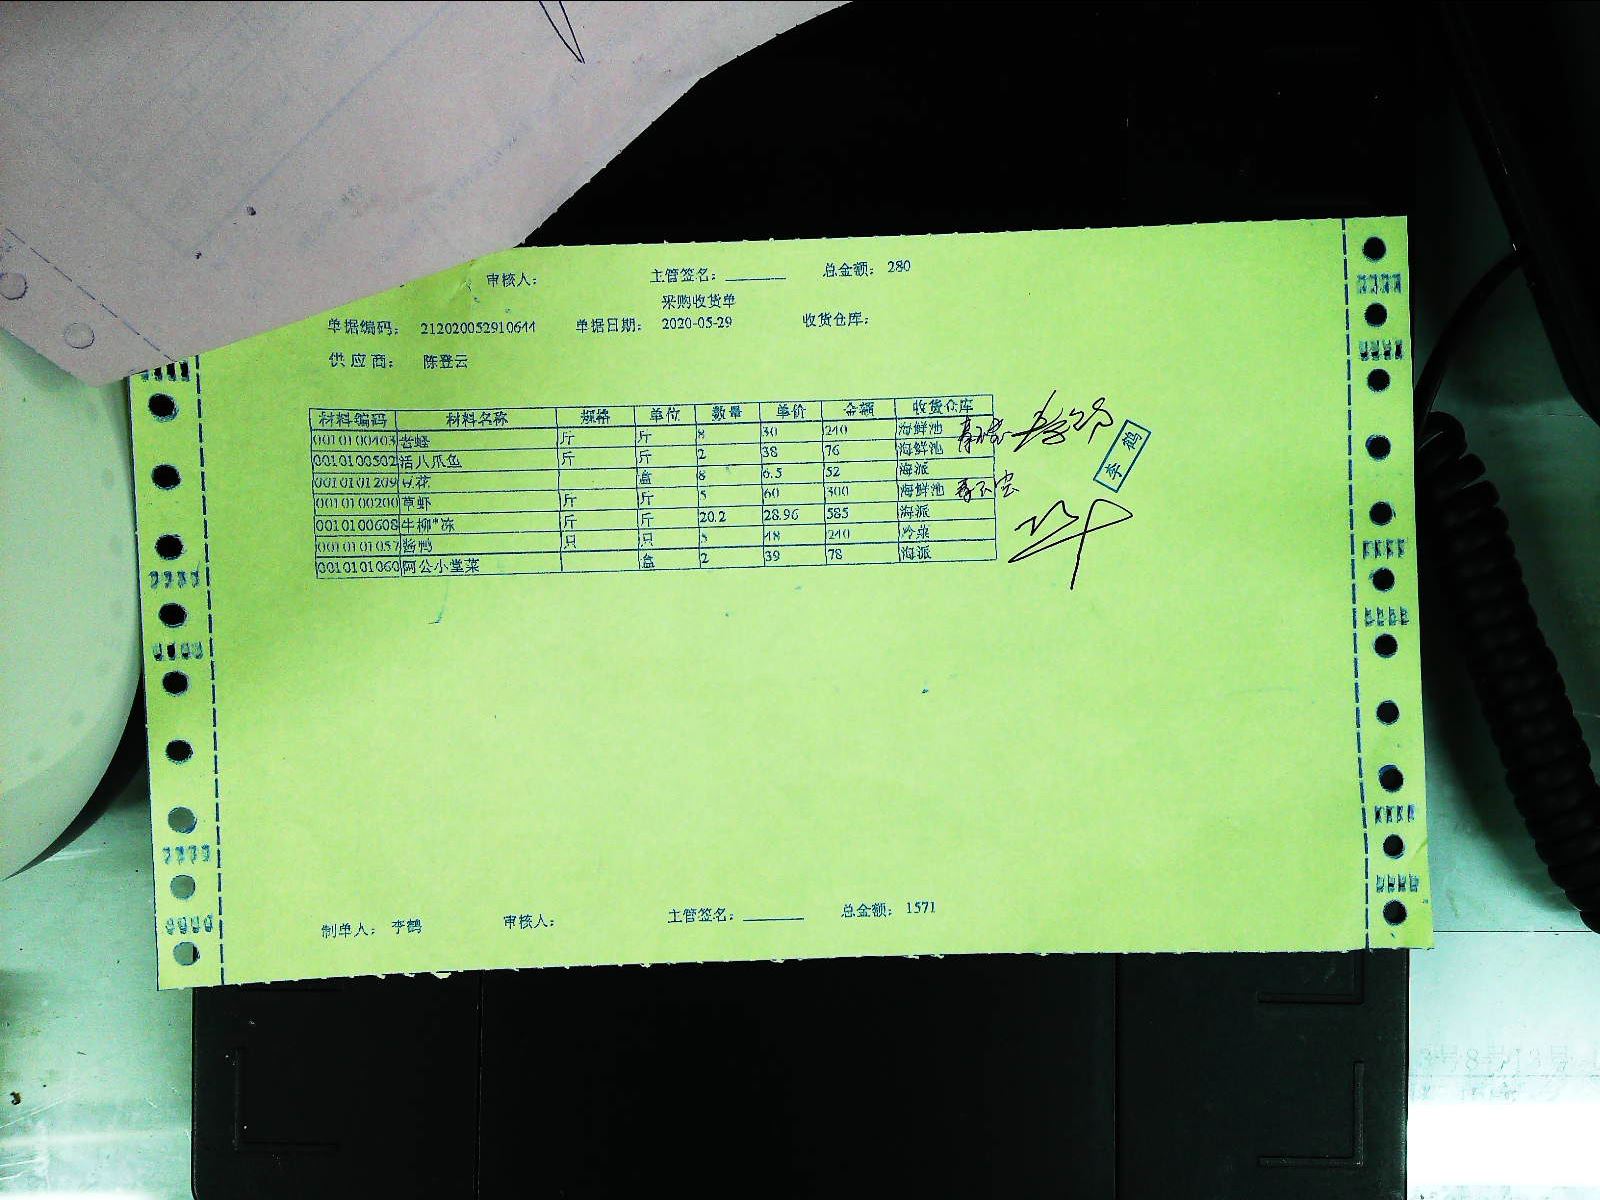 审核人： 主管签名：________ 总金额：280
采购收货单
单据编码： 212020052910644 单据日期： 2020-05-29 收货仓库：
供 应 商： 陈登云
材料编码 材料名称 规格 单位 数量 单价 金额 收货仓库
0010100403 斤 斤 8 30 240 海鲜池
0010100502 活八爪鱼 斤 斤 2 38 76 海鲜池
0010101209 豆花 盒 8 6.5 52 海派
0010100200 草虾 斤 斤 5 60 300 海鲜池
0010100608 牛柳*冻 斤 斤 20.2 28.96 585 海派
0010101057 酱鸭 只 只 5 48 240 冷菜
0010101060 阿公小堂菜 盒 2 39 78 海派
李鹤
制单人： 李鹤 审核人： 主管签名：________ 总金额： 1571